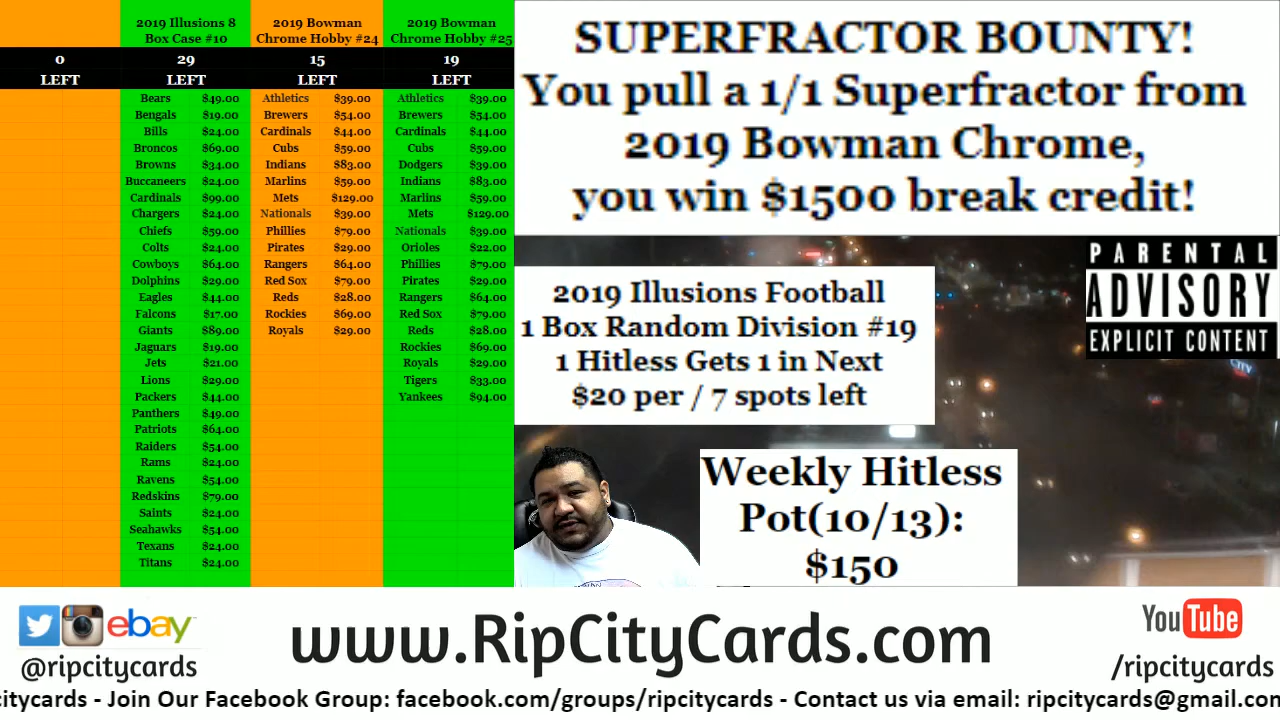 2019 Illusions 8
Box Case #10
2019 Bowman
Chrome Hobby #24
2019 Bowman
Chrome Hobby #25
0 29 15 19
LEFT LEFT LEFT LEFT
Bears $49.00 Athletics $39.00 Athletics $39.00
Bengals $19.00 Brewers $54.00 Brewers $54.00
Bills $24.00 Cardinals $44.00 Cardinals $44.00
Broncos $69.00 Cubs $59.00 Cubs $59.00
Browns $34.00 Indians $83.00 Dodgers $39.00
Buccaneers $24.00 Marlins $59.00 Indians $83.00
Cardinals $99.00 Mets $129.00 Marlins $59.00
Chargers $24.00 Nationals $39.00 Mets $129.00
Chiefs $59.00 Phillies $79.00 Nationals $39.00
Colts $24.00 Pirates $29.00 Orioles $22.00
Cowboys $64.00 Rangers $64.00 Phillies $79.00
Dolphins $29.00 Red Sox $79.00 Pirates $29.00
Eagles $44.00 Reds $28.00 Rangers $64.00
Falcons $17.00 Rockies $69.00 Red Sox $79.00
Giants $89.00 Royals $29.00 Reds $28.00
Jaguars $19.00 Rockies $69.00
Jets $21.00 Royals $29.00
Lions $29.00 Tigers $33.00
Packers $44.00 Yankees $94.00
Panthers $49.00
Patriots $64.00
Raiders $54.00
Rams $24.00
Ravens $54.00
Redskins $79.00
Saints $24.00
Seahawks $54.00
Texans $24.00
Titans $24.00
SUPERFRACTOR BOUNTY!
You pull a 1/1 Superfractor from
2019 Bowman Chrome,
you win $1500 break credit!
PARENTAL
ADVISORY
EXPLICIT CONTENT
2019 Illusions Football
1 Box Random Division #19
1 Hitless Gets 1 in Next
$20 per / 7 spots left
Weekly Hitless
Pot(10/13):
$150
ebay
@ripcitycards
www.RipCityCards.com
YouTube
/ripcitycards
citycards - Join Our Facebook Group: facebook.com/groups/ripcitycards - Contact us via email: ripcitycards@gmail.con